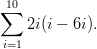 \sum_{i=1}^{10} 2i(i - 6i).